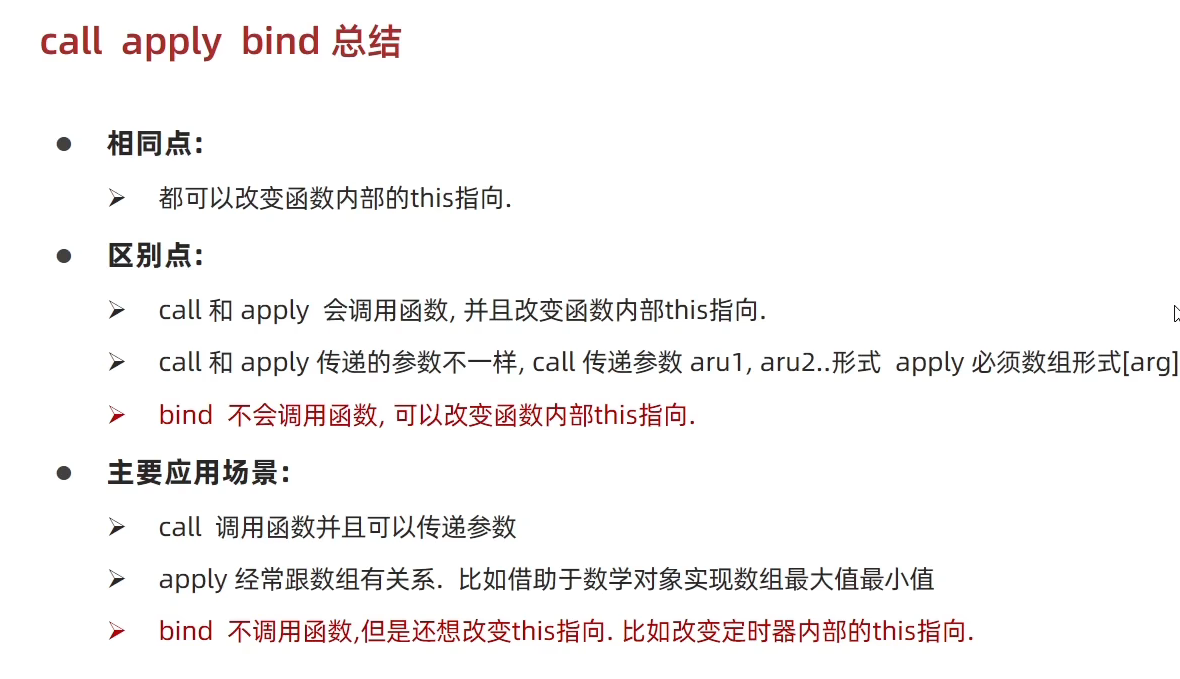 call apply bind 总结
相同点:
都可以改变函数内部的this指向.
区别点:
call 和 apply 会调用函数, 并且改变函数内部this指向.
call 和 apply 传递的参数不一样, call 传递参数 aru1, aru2..形式 apply 必须数组形式[arg]
bind 不会调用函数, 可以改变函数内部this指向.
主要应用场景:
call 调用函数并且可以传递参数
apply 经常跟数组有关系. 比如借助于数学对象实现数组最大值最小值
bind 不调用函数,但是还想改变this指向. 比如改变定时器内部的this指向.